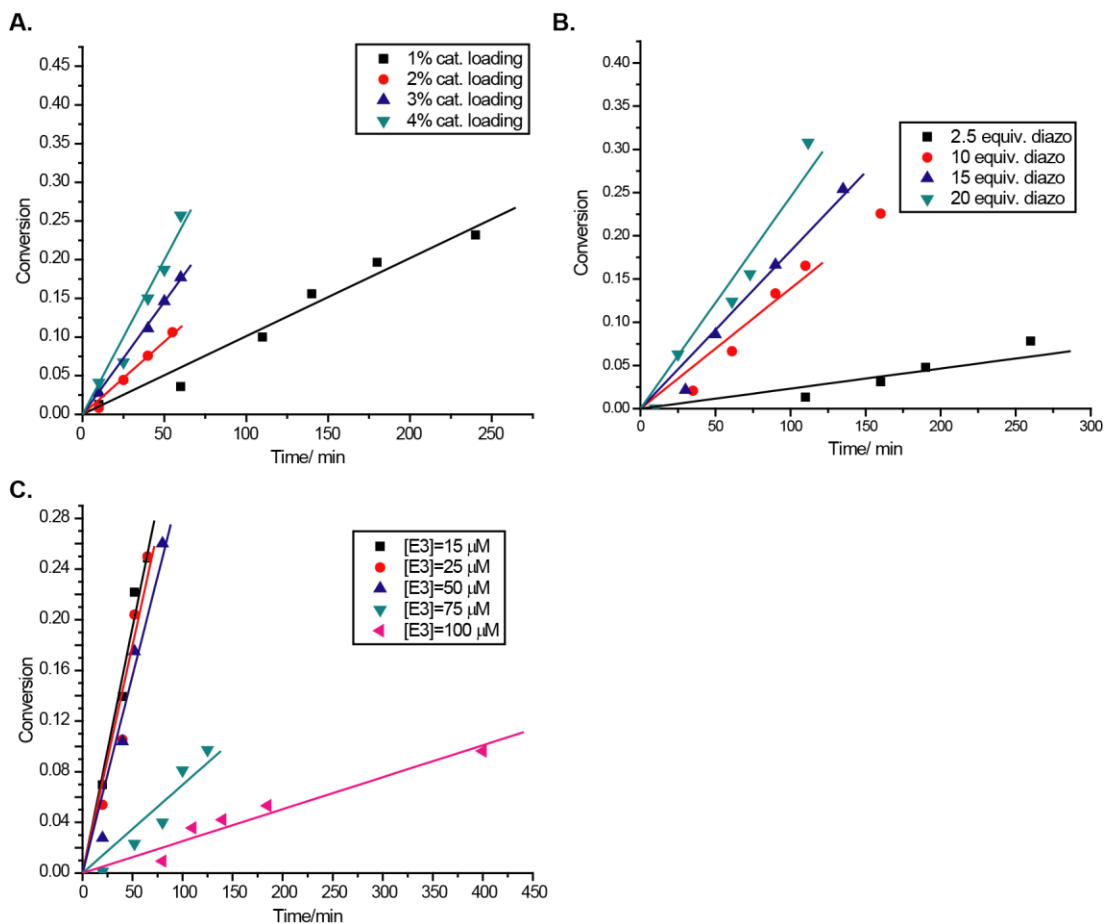 A.
0.45
0.40
0.35
0.30
0.25
0.20
0.15
0.10
0.05
0.00
Conversion
0 50 100 150 200 250
Time/ min
1% cat. loading
2% cat. loading
3% cat. loading
4% cat. loading
B.
0.40
0.35
0.30
0.25
0.20
0.15
0.10
0.05
0.00
Conversion
0 50 100 150 200 250 300
Time/ min
2.5 equiv. diazo
10 equiv. diazo
15 equiv. diazo
20 equiv. diazo
C.
0.28
0.24
0.20
0.16
0.12
0.08
0.04
0.00
Conversion
0 50 100 150 200 250 300 350 400 450
Time/min
[E3]=15 μM
[E3]=25 μM
[E3]=50 μM
[E3]=75 μM
[E3]=100 μM